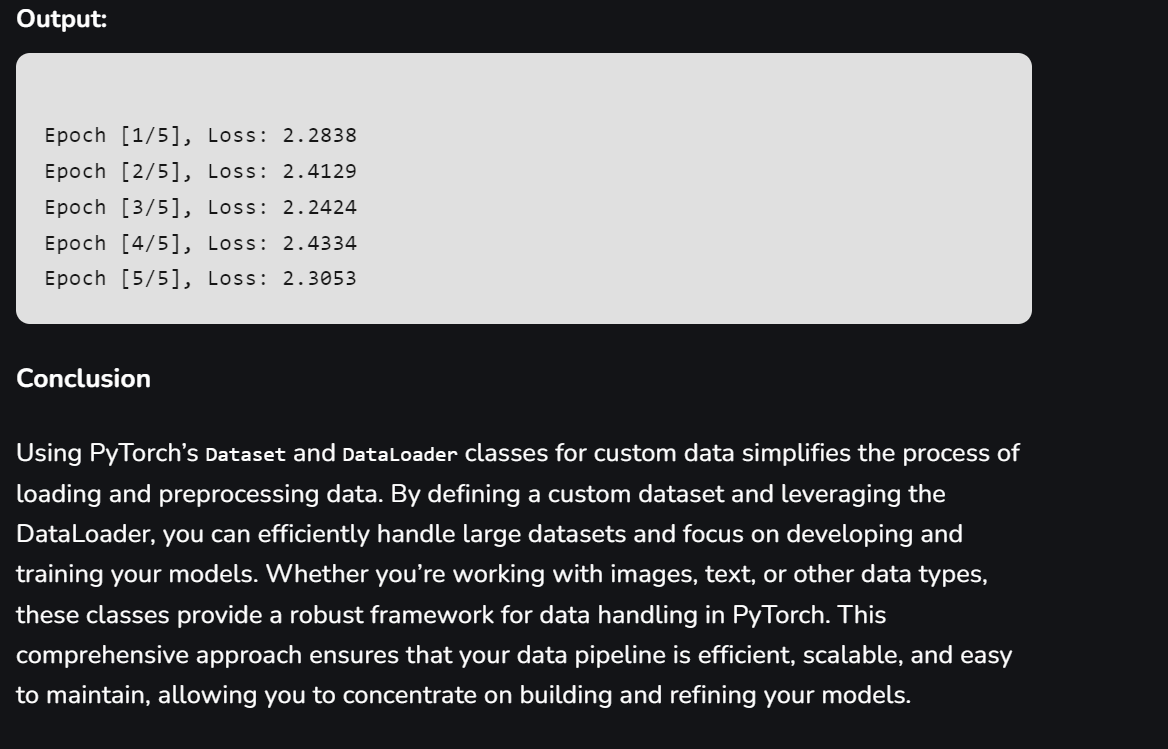 Output:
Epoch [1/5], Loss: 2.2838
Epoch [2/5], Loss: 2.4129
Epoch [3/5], Loss: 2.2424
Epoch [4/5], Loss: 2.4334
Epoch [5/5], Loss: 2.3053
Conclusion
Using PyTorch’s Dataset and DataLoader classes for custom data simplifies the process of
loading and preprocessing data. By defining a custom dataset and leveraging the
DataLoader, you can efficiently handle large datasets and focus on developing and
training your models. Whether you’re working with images, text, or other data types,
these classes provide a robust framework for data handling in PyTorch. This
comprehensive approach ensures that your data pipeline is efficient, scalable, and easy
to maintain, allowing you to concentrate on building and refining your models.